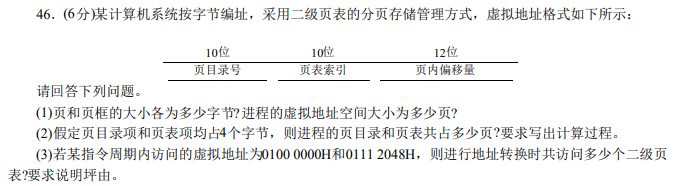 46．(6分)某计算机系统按字节编址，采用二级页表的分页存储管理方式，虚拟地址格式如下所示：
10位 10位 12位
页目录号 页表索引 页内偏移量
请回答下列问题。
(1)页和页框的大小各为多少字节?进程的虚拟地址空间大小为多少页?
(2)假定页目录项和页表项均占4个字节，则进程的页目录和页表共占多少页?要求写出计算过程。
(3)若某指令周期内访问的虚拟地址为0100 0000H和0111 2048H，则进行地址转换时共访问多少个二级页
表?要求说明坪由。